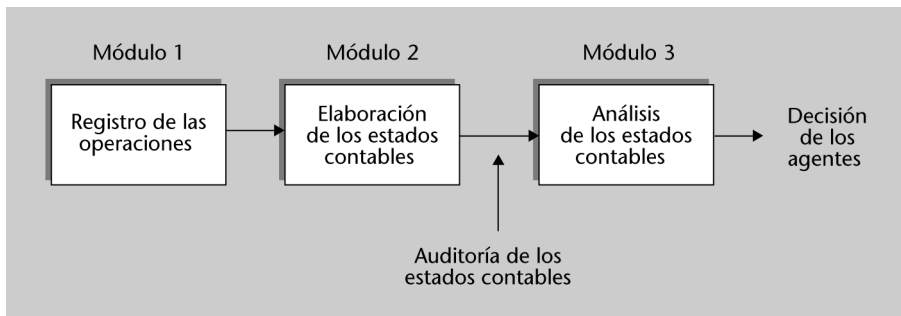 Módulo 1
Módulo 2
Módulo 3
Registro de las
operaciones
Elaboración
de los estados
contables
Análisis
de los estados
contables
Decisión
de los
agentes
Auditoría de los
estados contables